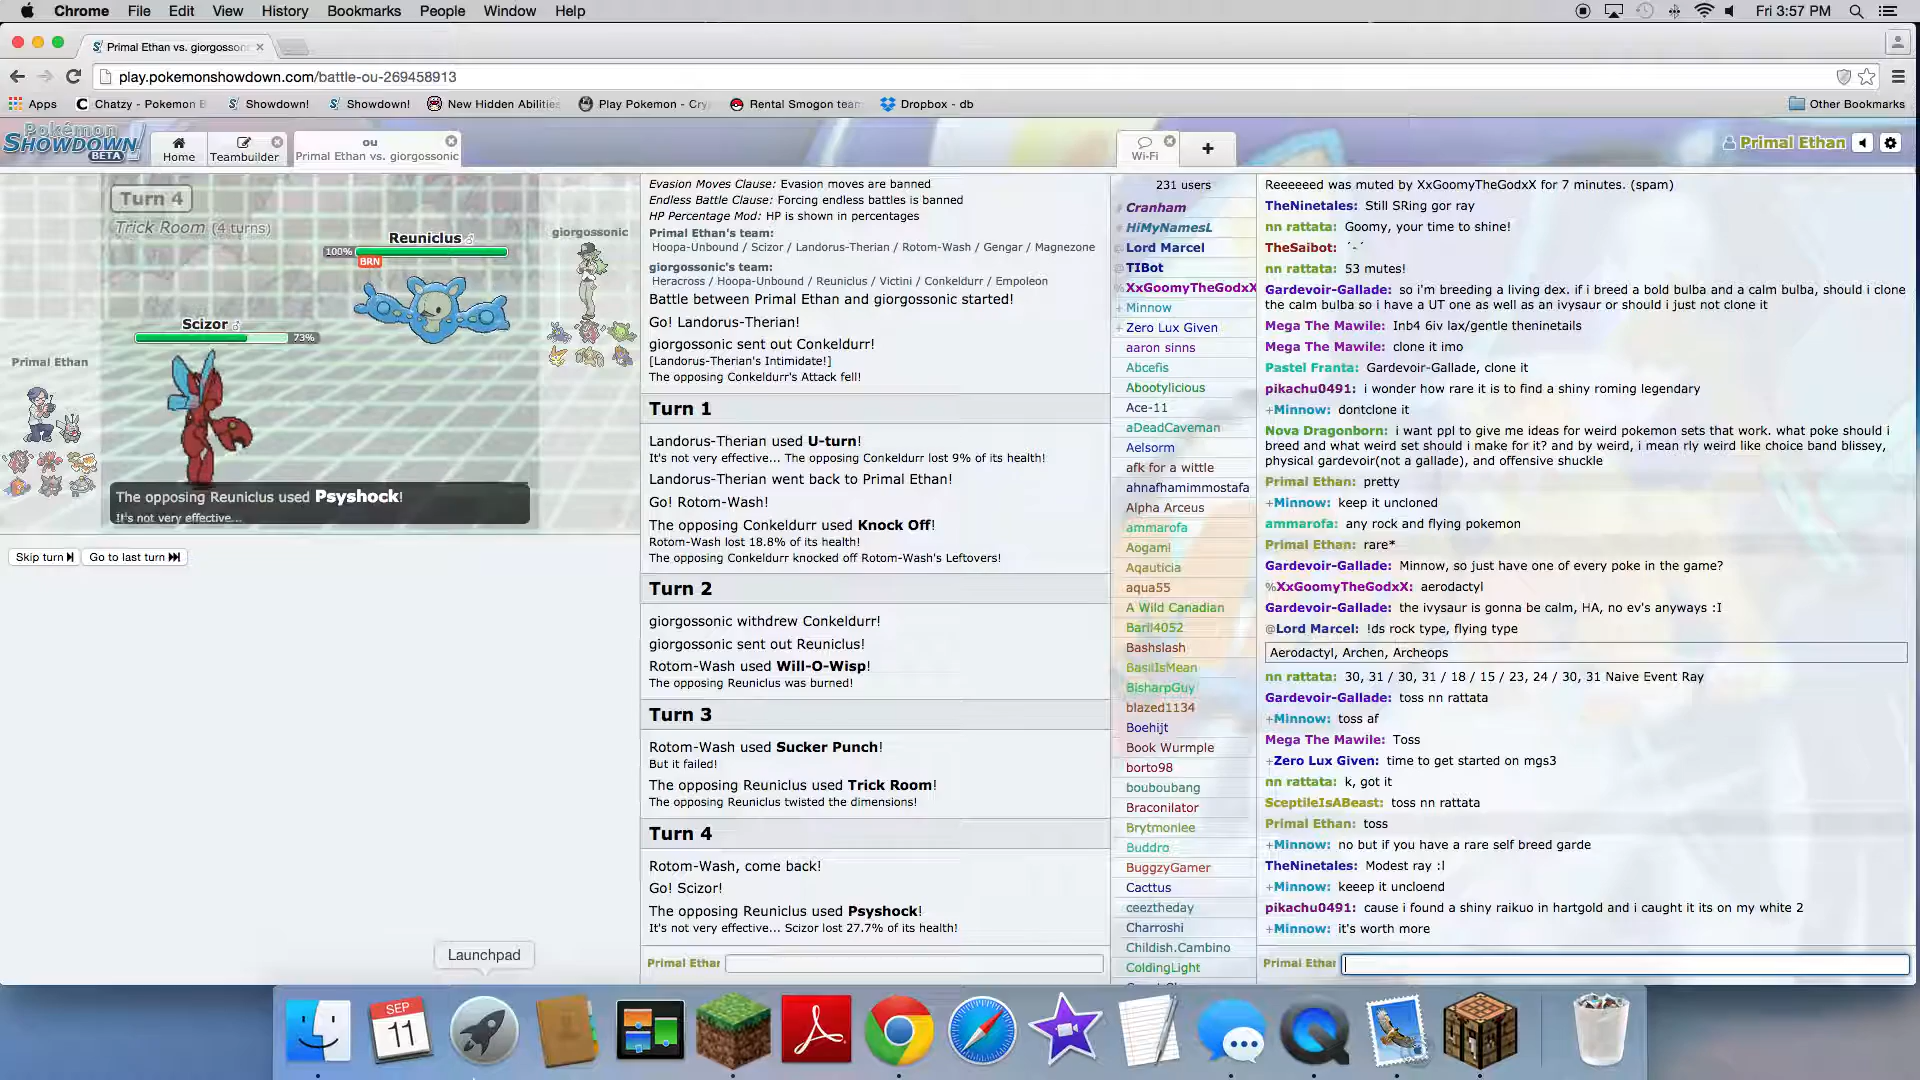 Chrome File Edit View History Bookmarks People Window Help Fri 3:57 PM
Primal Ethan vs. giorgosson
play.pokemonshowdown.com/battle-ou-269458913
Apps Chatzy - Pokemon B Showdown! Showdown! New Hidden Abilities Play Pokemon - Cry Rental Smogon team Dropbox - db Other Bookmarks
Pokémon
SHOWDOWN!
BETA
Home
Teambuilder
ou
Primal Ethan vs. giorgossonic
Wi-Fi
Primal Ethan
Turn 4
Trick Room (4 turns)
Reuniclus
100%
BRN
giorgossonic
Scizor
73%
Primal Ethan
The opposing Reuniclus used Psyshock!
It's not very effective...
Skip turn
Go to last turn
Evasion Moves Clause: Evasion moves are banned
Endless Battle Clause: Forcing endless battles is banned
HP Percentage Mod: HP is shown in percentages
Primal Ethan's team:
Hoopa-Unbound / Scizor / Landorus-Therian / Rotom-Wash / Gengar / Magnezone
giorgossonic's team:
Heracross / Hoopa-Unbound / Reuniclus / Victini / Conkeldurr / Empoleon
Battle between Primal Ethan and giorgossonic started!
Go! Landorus-Therian!
giorgossonic sent out Conkeldurr!
[Landorus-Therian's Intimidate!]
The opposing Conkeldurr's Attack fell!
Turn 1
Landorus-Therian used U-turn!
It's not very effective... The opposing Conkeldurr lost 9% of its health!
Landorus-Therian went back to Primal Ethan!
Go! Rotom-Wash!
The opposing Conkeldurr used Knock Off!
Rotom-Wash lost 18.8% of its health!
The opposing Conkeldurr knocked off Rotom-Wash's Leftovers!
Turn 2
giorgossonic withdrew Conkeldurr!
giorgossonic sent out Reuniclus!
Rotom-Wash used Will-O-Wisp!
The opposing Reuniclus was burned!
Turn 3
Rotom-Wash used Sucker Punch!
But it failed!
The opposing Reuniclus used Trick Room!
The opposing Reuniclus twisted the dimensions!
Turn 4
Rotom-Wash, come back!
Go! Scizor!
The opposing Reuniclus used Psyshock!
It's not very effective... Scizor lost 27.7% of its health!
Primal Ethan
231 users
Cranham
HiMyNamesL
Lord Marcel
TIBot
XxGoomyTheGodxX
+Minnow
+Zero Lux Given
aaron sinns
Abcefis
Abootylicious
Ace-11
aDeadCaveman
Aelsorm
afk for a wittle
ahnafhamimmostafa
Alpha Arceus
ammarofa
Aogami
Aqauticia
aqua55
A Wild Canadian
Baril4052
Bashslash
BasilIsMean
BisharpGuy
blazed1134
Boehijt
Book Wurmple
borto98
bouboubang
Braconilator
Brytmonlee
Buddro
BuggzyGamer
Cacttus
ceeztheday
Charroshi
Childish.Cambino
ColdingLight
Reeeeeed was muted by XxGoomyTheGodxX for 7 minutes. (spam)
TheNinetales: Still SRing gor ray
nn rattata: Goomy, your time to shine!
TheSaibot: ´-´
nn rattata: 53 mutes!
Gardevoir-Gallade: so i'm breeding a living dex. if i breed a bold bulba and a calm bulba, should i clone
the calm bulba so i have a UT one as well as an ivysaur or should i just not clone it
Mega The Mawile: Inb4 6iv lax/gentle theninetails
Mega The Mawile: clone it imo
Pastel Franta: Gardevoir-Gallade, clone it
pikachu0491: i wonder how rare it is to find a shiny roming legendary
+Minnow: dontclone it
Nova Dragonborn: i want ppl to give me ideas for weird pokemon sets that work. what poke should i
breed and what weird set should i make for it? and by weird, i mean rly weird like choice band blissey,
physical gardevoir(not a gallade), and offensive shuckle
Primal Ethan: pretty
+Minnow: keep it uncloned
ammarofa: any rock and flying pokemon
Primal Ethan: rare*
Gardevoir-Gallade: Minnow, so just have one of every poke in the game?
%XxGoomyTheGodxX: aerodactyl
Gardevoir-Gallade: the ivysaur is gonna be calm, HA, no ev's anyways :I
@Lord Marcel: !ds rock type, flying type
Aerodactyl, Archen, Archeops
nn rattata: 30, 31 / 30, 31 / 18 / 15 / 23, 24 / 30, 31 Naive Event Ray
Gardevoir-Gallade: toss nn rattata
+Minnow: toss af
Mega The Mawile: Toss
+Zero Lux Given: time to get started on mgs3
nn rattata: k, got it
SceptileIsABeast: toss nn rattata
Primal Ethan: toss
+Minnow: no but if you have a rare self breed garde
TheNinetales: Modest ray :l
+Minnow: keeep it uncloend
pikachu0491: cause i found a shiny raikuo in hartgold and i caught it its on my white 2
+Minnow: it's worth more
Primal Ethan
Launchpad
SEP
11